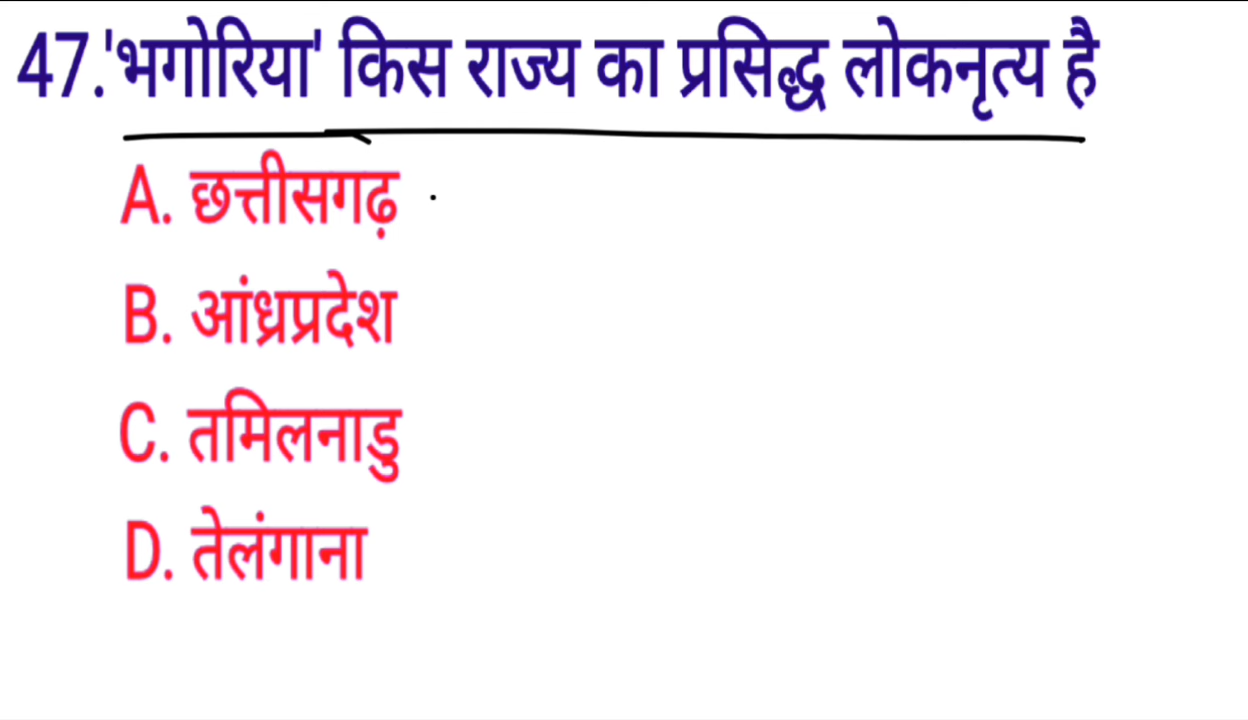 47.'भगोरिया' किस राज्य का प्रसिद्ध लोकनृत्य है
A. छत्तीसगढ़
B. आंध्रप्रदेश
C. तमिलनाडु
D. तेलंगाना